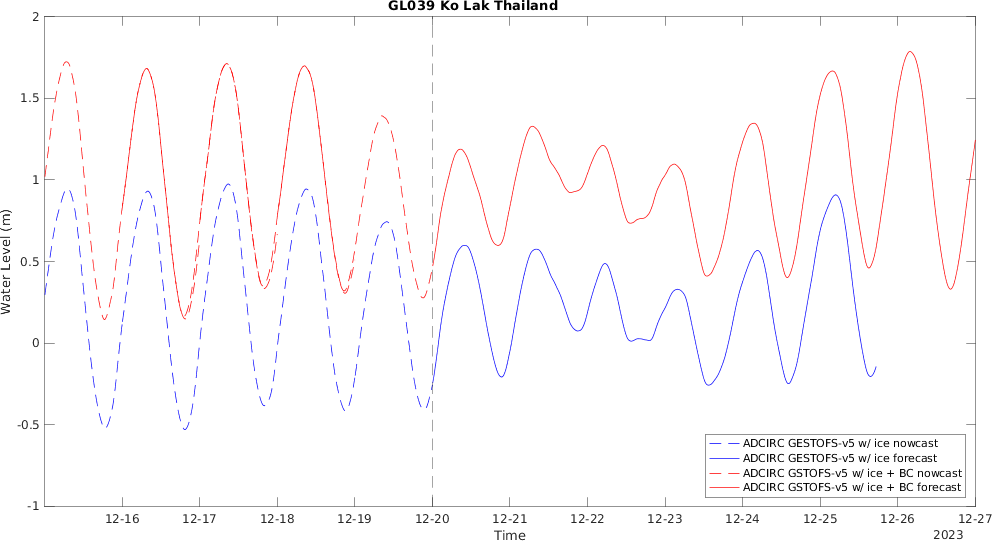 GL039 Ko Lak Thailand
2
1.5
1
0.5
0
-0.5
-1
Water Level (m)
12-16 12-17 12-18 12-19 12-20 12-21 12-22 12-23 12-24 12-25 12-26 12-27
Time
2023
ADCIRC GESTOFS-v5 w/ ice nowcast
ADCIRC GESTOFS-v5 w/ ice forecast
ADCIRC GSTOFS-v5 w/ ice + BC nowcast
ADCIRC GSTOFS-v5 w/ ice + BC forecast